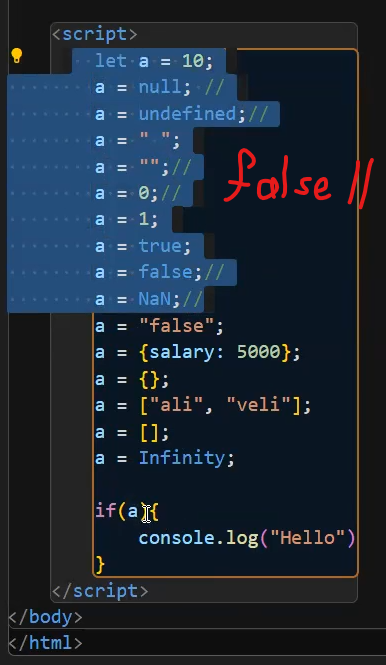 <script>
let a = 10;
a = null; //
a = undefined;//
a = " ";
a = "";//
a = 0;//
a = 1;
a = true;
a = false;//
a = NaN;//
false //
a = "false";
a = {salary: 5000};
a = {};
a = ["ali", "veli"];
a = [];
a = Infinity;
if(a){
console.log("Hello")
}
</script>
</body>
</html>